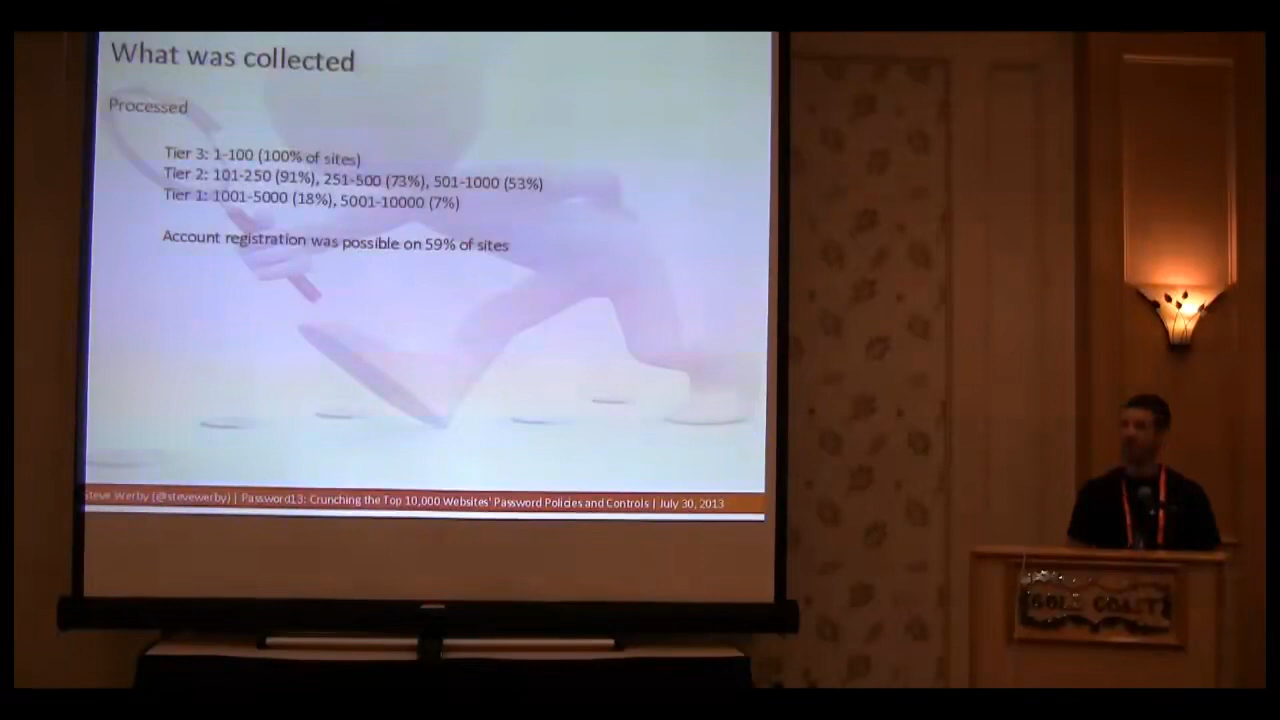 What was collected
Processed
Tier 3: 1-100 (100% of sites)
Tier 2: 101-250 (91%), 251-500 (73%), 501-1000 (53%)
Tier 1: 1001-5000 (18%), 5001-10000 (7%)
Account registration was possible on 59% of sites
Steve Werby (@stevewerby) | Password13: Crunching the Top 10,000 Websites' Password Policies and Controls | July 30, 2013
GOLD COAST